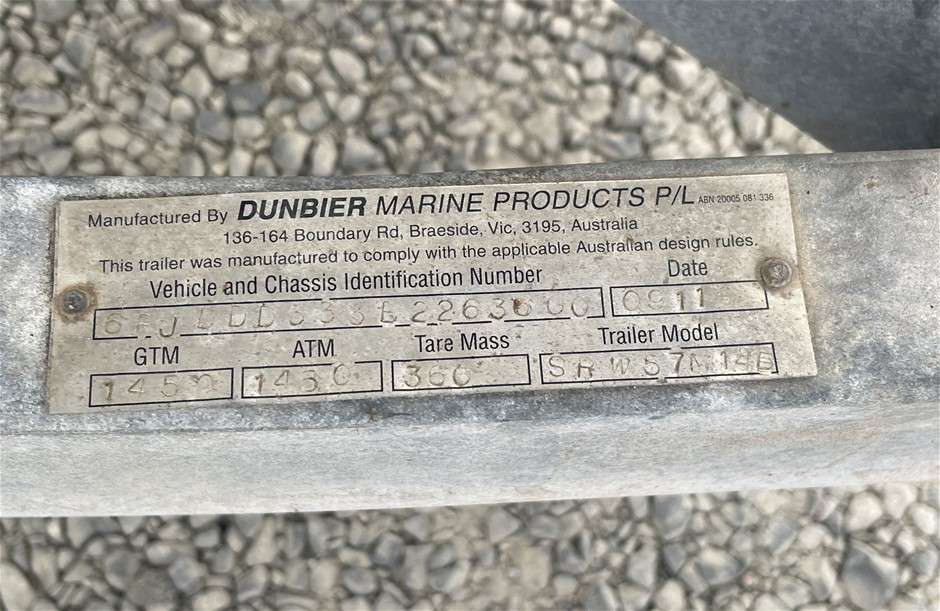 Manufactured By DUNBIER MARINE PRODUCTS P/L ABN 20005 081 336
136-164 Boundary Rd, Braeside, Vic, 3195, Australia
This trailer was manufactured to comply with the applicable Australian design rules.
Vehicle and Chassis Identification Number Date
0911
GTM ATM Tare Mass Trailer Model
1450 1450